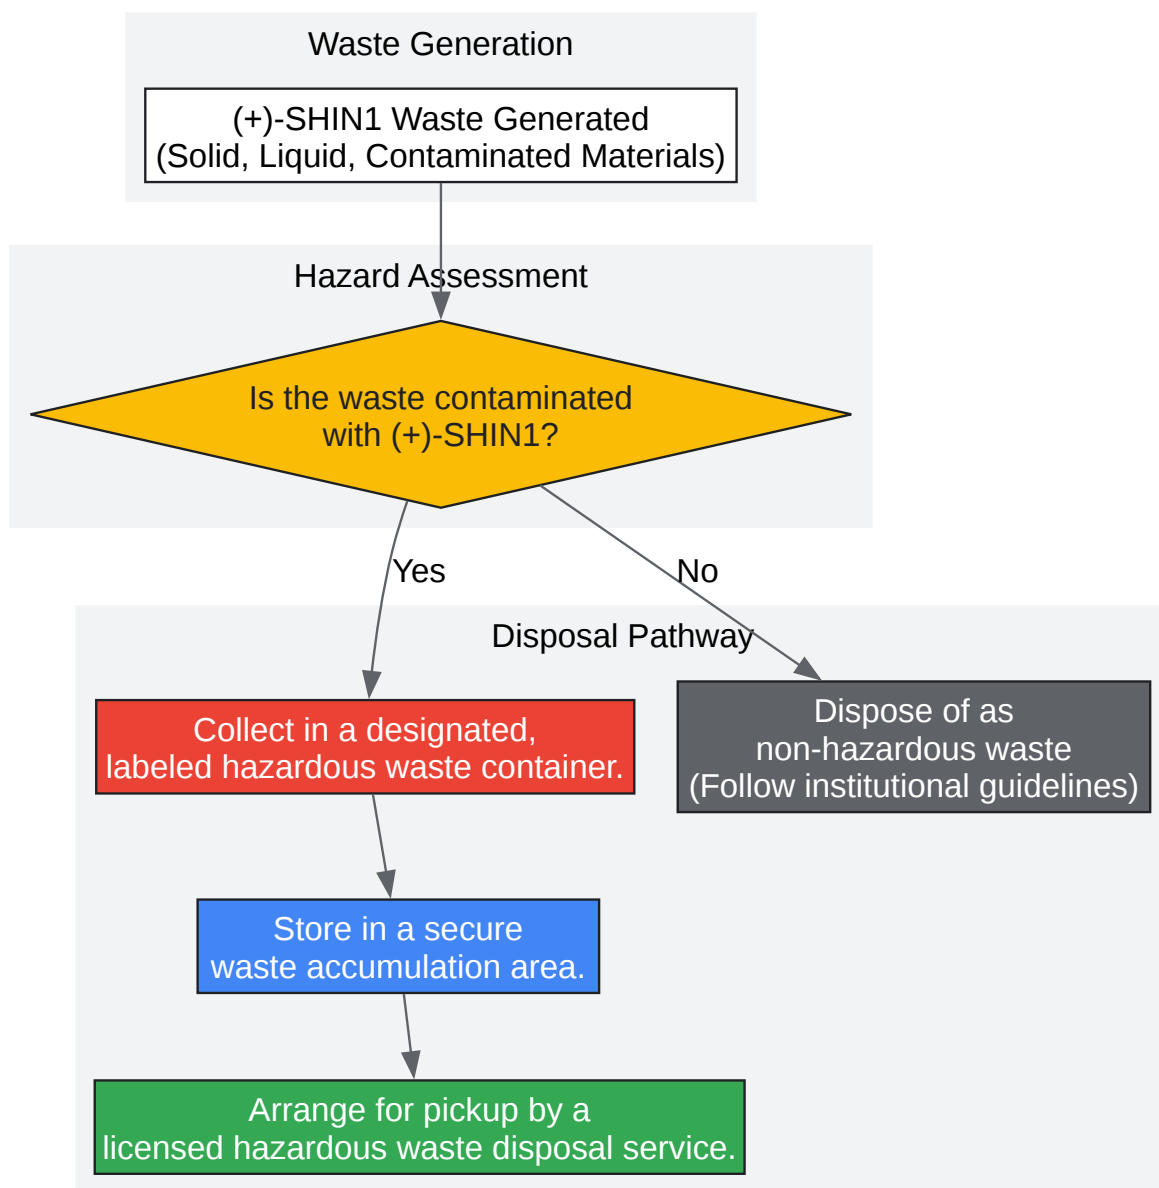 Waste Generation
(+)-SHIN1 Waste Generated
(Solid, Liquid, Contaminated Materials)
Hazard Assessment
Is the waste contaminated
with (+)-SHIN1?
Yes
No
Disposal Pathway
Collect in a designated,
labeled hazardous waste container.
Dispose of as
non-hazardous waste
(Follow institutional guidelines)
Store in a secure
waste accumulation area.
Arrange for pickup by a
licensed hazardous waste disposal service.